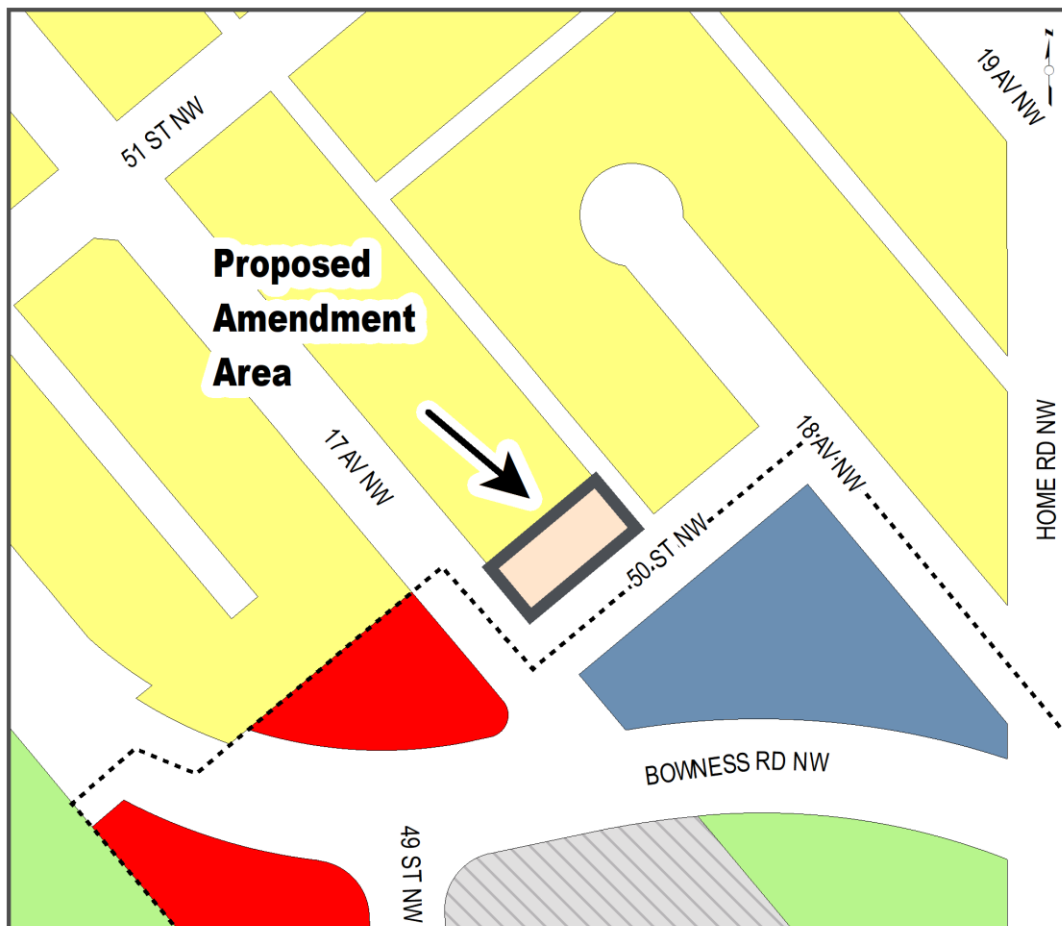 N
19 AV NW
51 ST NW
Proposed
Amendment
Area
17 AV NW
18 AV NW
HOME RD NW
50 ST NW
BOWNESS RD NW
49 ST NW